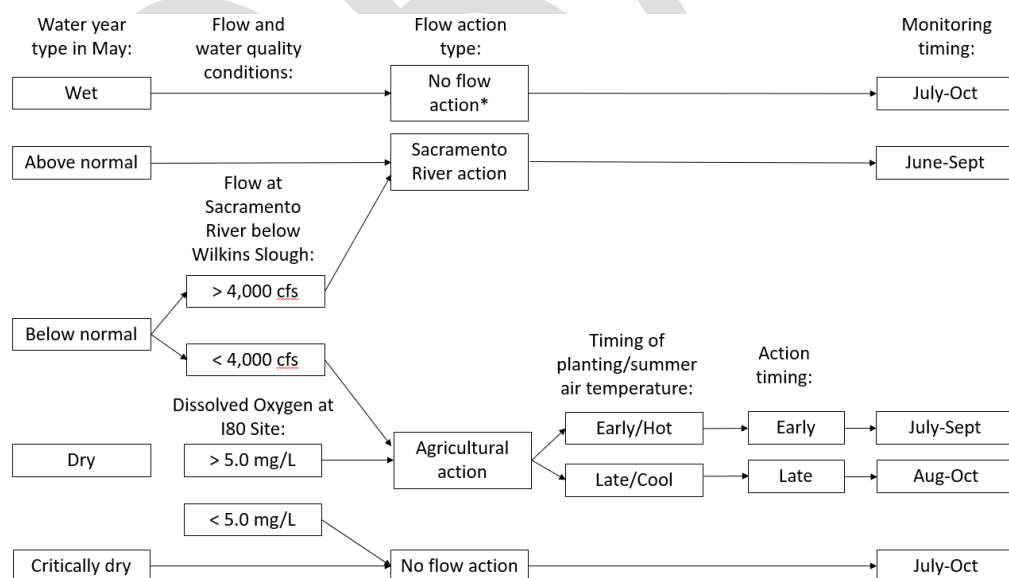 Water year
type in May:
Flow and
water quality
conditions:
Flow action
type:
Monitoring
timing:
Wet
No flow
action*
July-Oct
Above normal
Sacramento
River action
June-Sept
Flow at
Sacramento
River below
Wilkins Slough:
> 4,000 cfs
Below normal
< 4,000 cfs
Timing of
planting/summer
air temperature:
Action
timing:
Dissolved Oxygen at
I80 Site:
Early/Hot
Early
July-Sept
Dry
> 5.0 mg/L
Agricultural
action
Late/Cool
Late
Aug-Oct
< 5.0 mg/L
Critically dry
No flow action
July-Oct